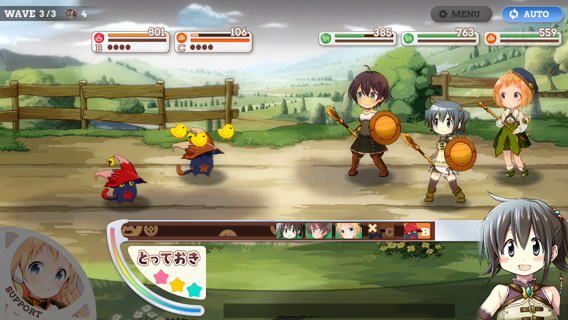 WAVE 3/3 4
MENU
AUTO
801
B
106
C
385
763
559
C
B
とっておき
SUPPORT